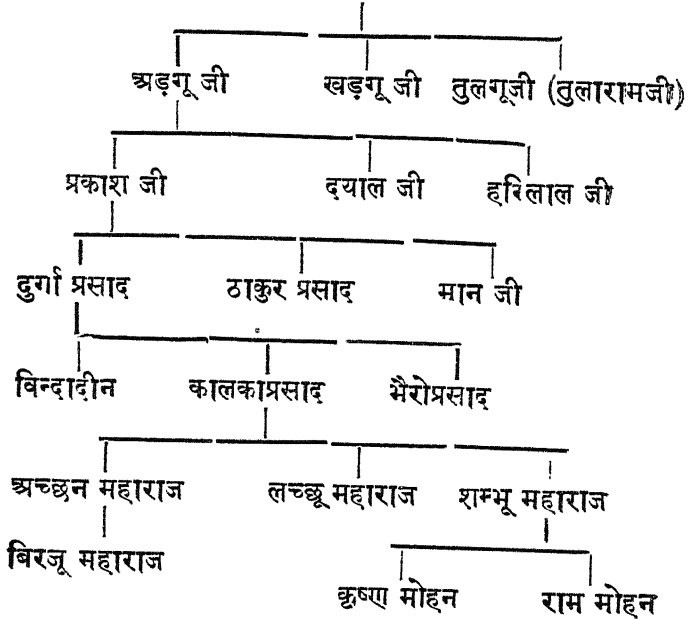 अड़गू जी खड़गू जी तुलगूजी (तुलारामजी)
प्रकाश जी दयाल जी हरिलाल जी
दुर्गा प्रसाद ठाकुर प्रसाद मान जी
विन्दादीन कालकाप्रसाद भैरोप्रसाद
अच्छन महाराज लच्छू महाराज शम्भू महाराज
बिरजू महाराज
कृष्ण मोहन राम मोहन